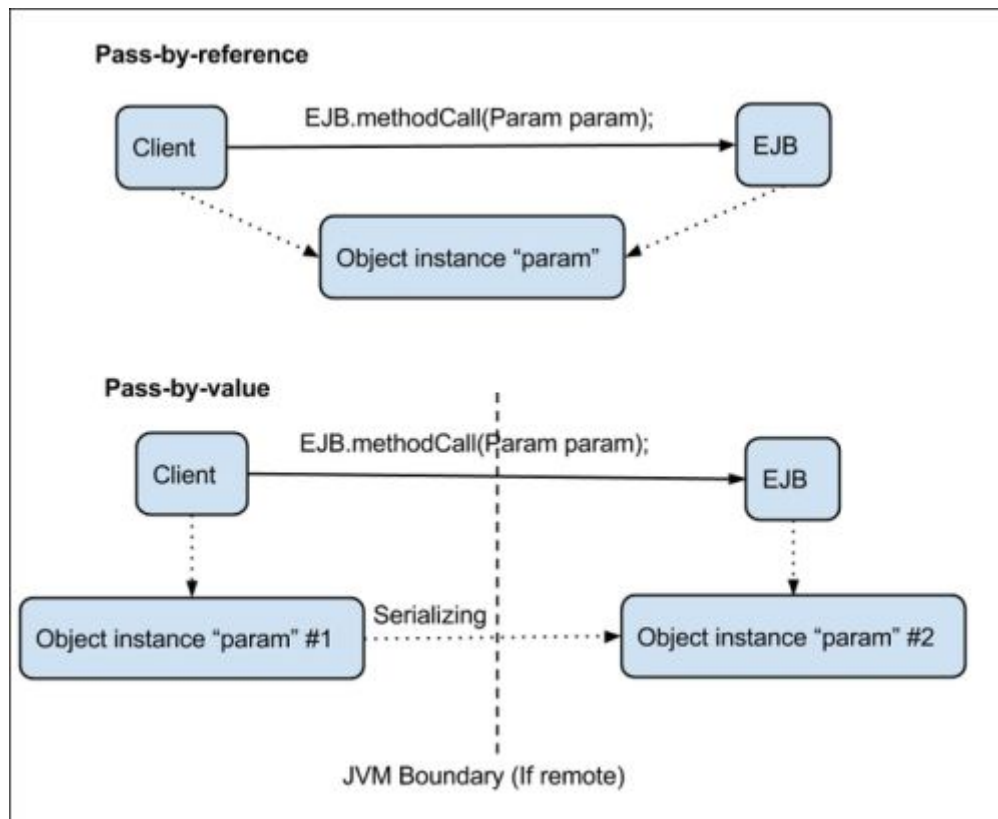 Pass-by-reference
EJB.methodCall(Param param);
Client
EJB
Object instance “param”
Pass-by-value
EJB.methodCall(Param param);
Client
EJB
Serializing
Object instance “param” #1
Object instance “param” #2
JVM Boundary (If remote)